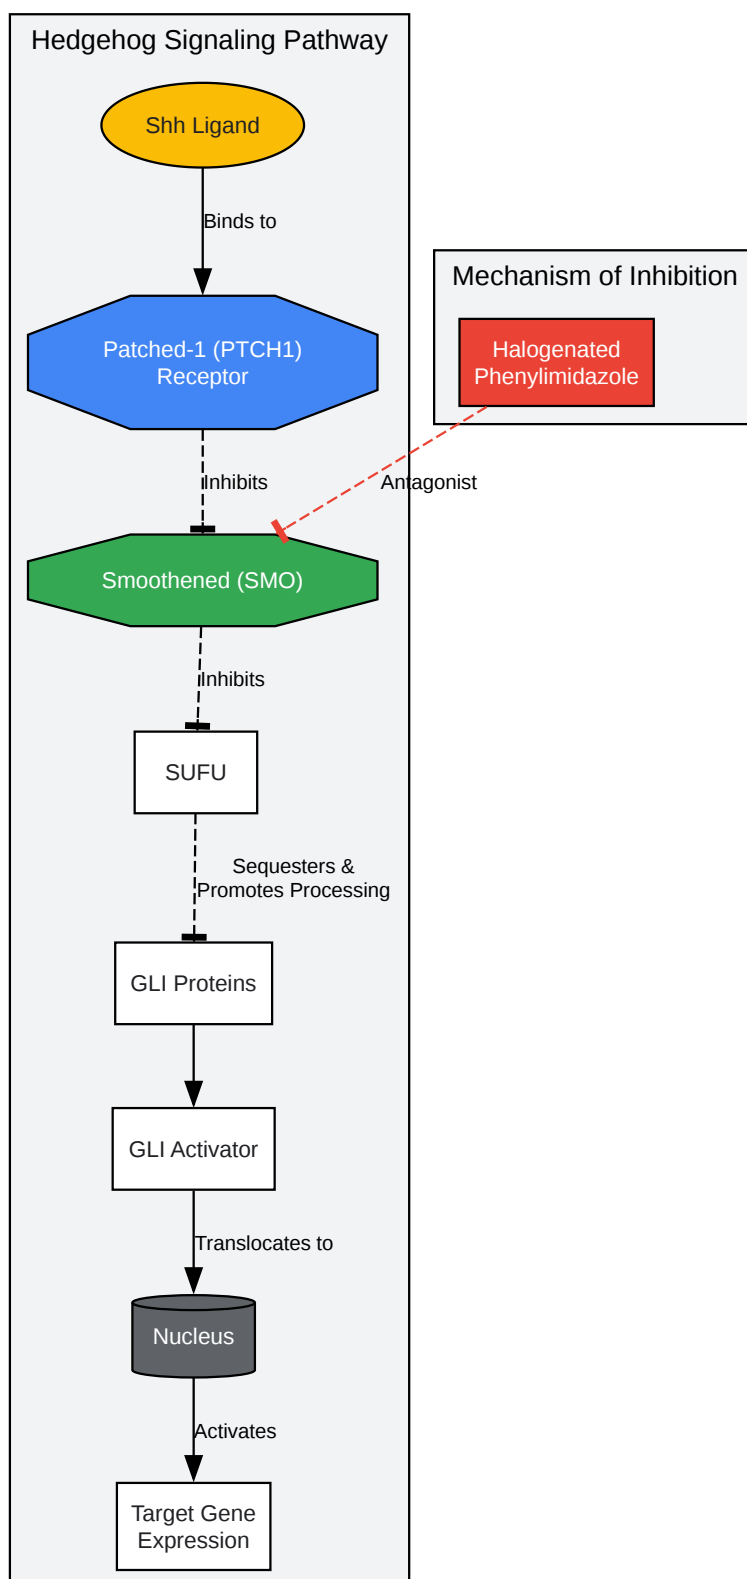 Hedgehog Signaling Pathway
Shh Ligand
Binds to
Mechanism of Inhibition
Patched-1 (PTCH1)
Receptor
Halogenated
Phenylimidazole
Inhibits
Antagonist
Smoothened (SMO)
Inhibits
SUFU
Sequesters &
Promotes Processing
GLI Proteins
GLI Activator
Translocates to
Nucleus
Activates
Target Gene
Expression